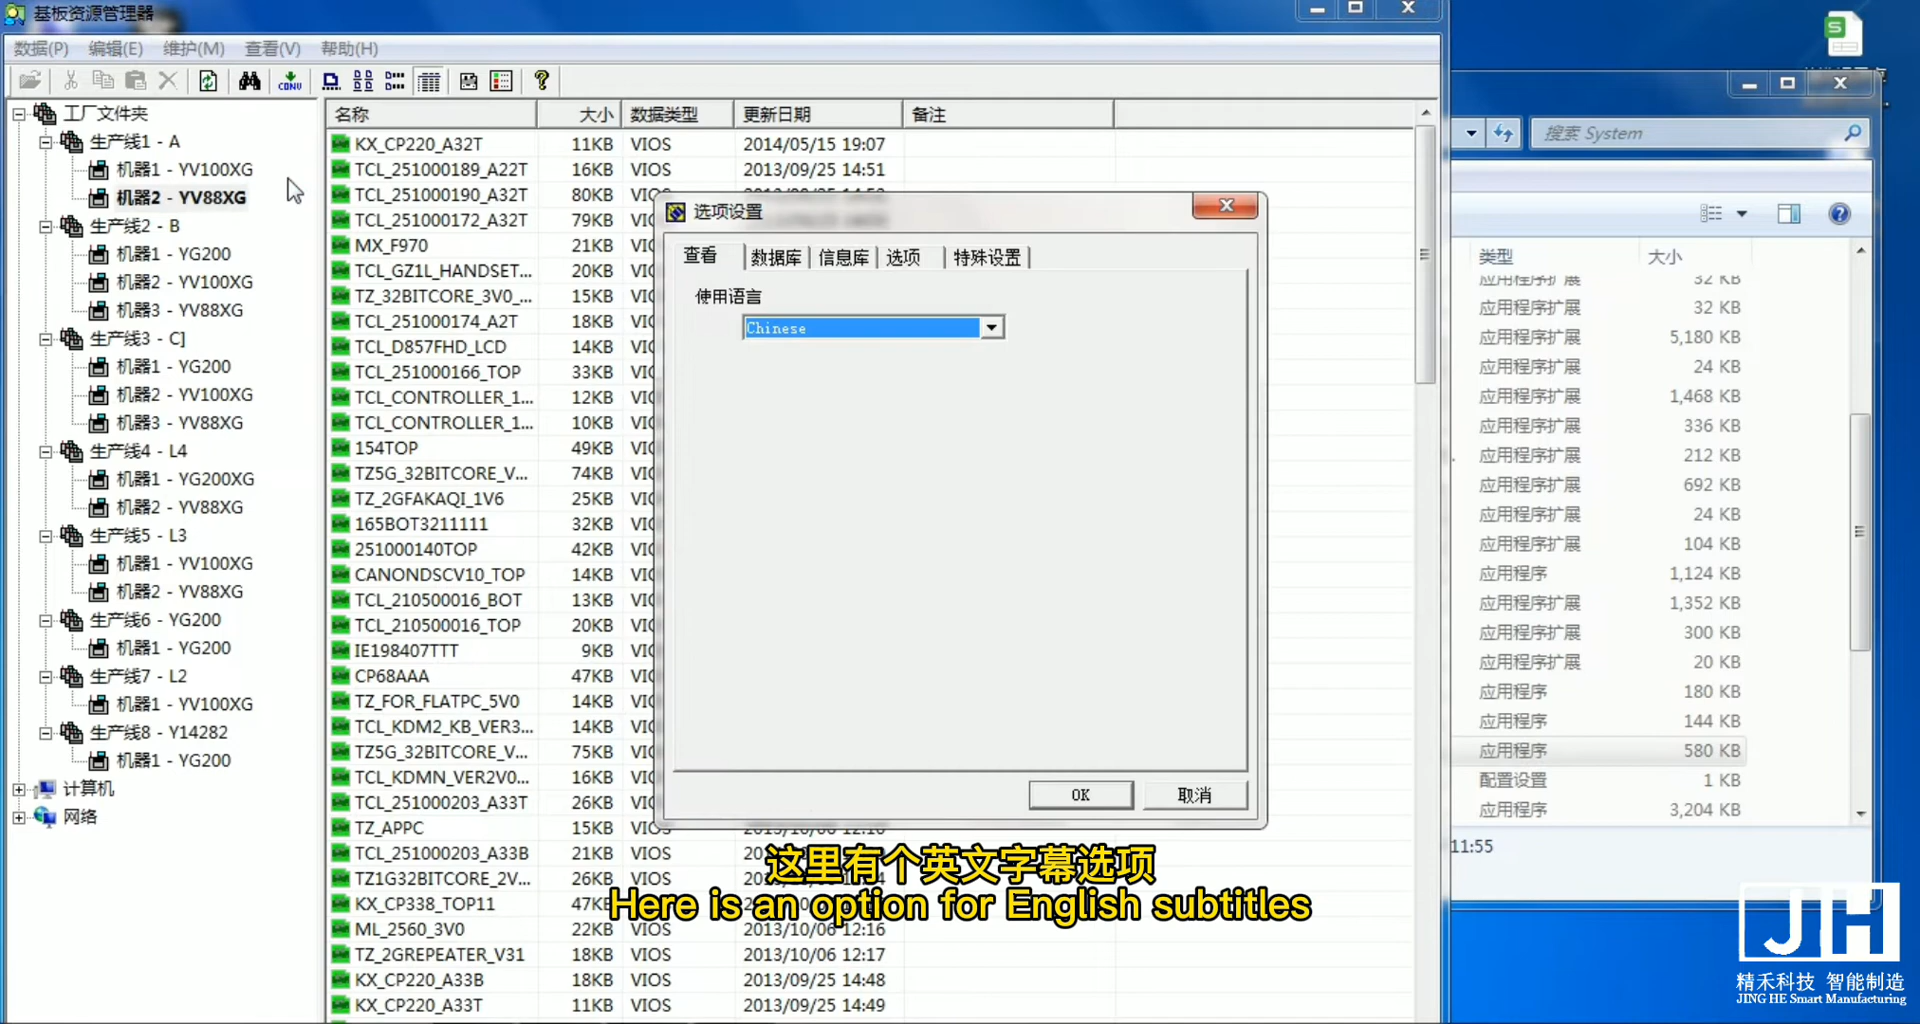 基板资源管理器
数据(P) 编辑(E) 维护(M) 查看(V) 帮助(H)
CONV
工厂文件夹
生产线1 - A
机器1 - YV100XG
机器2 - YV88XG
生产线2 - B
机器1 - YG200
机器2 - YV100XG
机器3 - YV88XG
生产线3 - C]
机器1 - YG200
机器2 - YV100XG
机器3 - YV88XG
生产线4 - L4
机器1 - YG200XG
机器2 - YV88XG
生产线5 - L3
机器1 - YV100XG
机器2 - YV88XG
生产线6 - YG200
机器1 - YG200
生产线7 - L2
机器1 - YV100XG
生产线8 - Y14282
机器1 - YG200
计算机
网络
名称 大小 数据类型 更新日期 备注
KX_CP220_A32T 11KB VIOS 2014/05/15 19:07
TCL_251000189_A22T 16KB VIOS 2013/09/25 14:51
TCL_251000190_A32T 80KB VIOS
TCL_251000172_A32T 79KB
MX_F970 21KB
TCL_GZ1L_HANDSET... 20KB
TZ_32BITCORE_3V0_... 15KB
TCL_251000174_A2T 18KB
TCL_D857FHD_LCD 14KB
TCL_251000166_TOP 33KB
TCL_CONTROLLER_1... 12KB
TCL_CONTROLLER_1... 10KB
154TOP 49KB
TZ5G_32BITCORE_V... 74KB
TZ_2GFAKAQI_1V6 25KB
165BOT3211111 32KB
251000140TOP 42KB
CANONDSCV10_TOP 14KB
TCL_210500016_BOT 13KB
TCL_210500016_TOP 20KB
IE198407TTT 9KB
CP68AAA 47KB
TZ_FOR_FLATPC_5V0 14KB
TCL_KDM2_KB_VER3... 14KB
TZ5G_32BITCORE_V... 75KB
TCL_KDMN_VER2V0... 16KB
TCL_251000203_A33T 26KB
TZ_APPC 15KB VIOS
TCL_251000203_A33B 21KB VIOS
TZ1G32BITCORE_2V... 26KB VIOS
KX_CP338_TOP11 47KB
ML_2560_3V0 22KB VIOS 2013/10/06 12:16
TZ_2GREPEATER_V31 18KB VIOS 2013/10/06 12:17
KX_CP220_A33B 18KB VIOS 2013/09/25 14:48
KX_CP220_A33T 11KB VIOS 2013/09/25 14:49
选项设置
查看 数据库 信息库 选项 特殊设置
使用语言
Chinese
OK 取消
这里有个英文字幕选项
Here is an option for English subtitles
搜索 System
类型 大小
应用程序扩展 32 KB
应用程序扩展 32 KB
应用程序扩展 5,180 KB
应用程序扩展 24 KB
应用程序扩展 1,468 KB
应用程序扩展 336 KB
应用程序扩展 212 KB
应用程序扩展 692 KB
应用程序扩展 24 KB
应用程序扩展 104 KB
应用程序 1,124 KB
应用程序扩展 1,352 KB
应用程序扩展 300 KB
应用程序扩展 20 KB
应用程序 180 KB
应用程序 144 KB
应用程序 580 KB
配置设置 1 KB
应用程序 3,204 KB
11:55
JH
精禾科技 智能制造
JING HE Smart Manufacturing